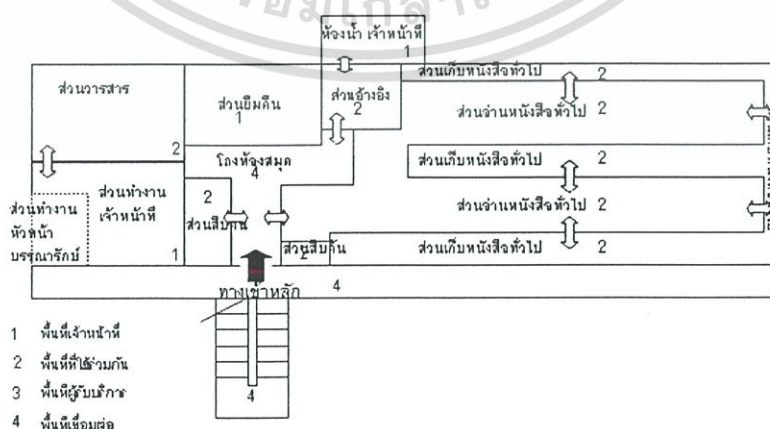 ห้องน้ำ เจ้าหน้าที่
1
ส่วนวารสาร
2
ส่วนยืมคืน
1
ส่วนอ้างอิง
2
ส่วนเก็บหนังสือทั่วไป 2
ส่วนอ่านหนังสือทั่วไป 2
ส่วนเก็บหนังสือทั่วไป 2
ส่วนอ่านหนังสือทั่วไป 2
ส่วนเก็บหนังสือทั่วไป 2
โถงห้องสมุด
4
ส่วนทำงาน
เจ้าหน้าที่
1
ส่วนทำงาน
หัวหน้า
บรรณารักษ์
2
ส่วนสืบค้น
ส่วนสืบค้น
2
ทางเข้าหลัก
4
4
1 พื้นที่เจ้าหน้าที่
2 พื้นที่ที่ใช้ร่วมกัน
3 พื้นที่ผู้รับบริการ
4 พื้นที่เชื่อมต่อ